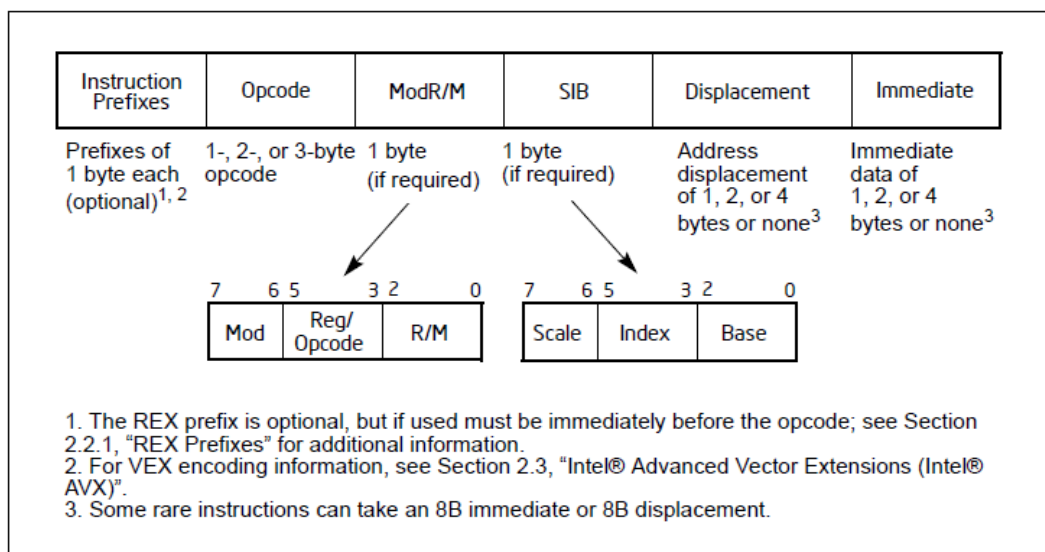 Instruction Prefixes
Opcode
ModR/M
SIB
Displacement
Immediate
Prefixes of
1 byte each
(optional)1, 2
1-, 2-, or 3-byte
opcode
1 byte
(if required)
1 byte
(if required)
Address
displacement
of 1, 2, or 4
bytes or none3
Immediate
data of
1, 2, or 4
bytes or none3
7 6 5 3 2 0
Mod
Reg/
Opcode
R/M
7 6 5 3 2 0
Scale
Index
Base
1. The REX prefix is optional, but if used must be immediately before the opcode; see Section
2.2.1, “REX Prefixes” for additional information.
2. For VEX encoding information, see Section 2.3, “Intel® Advanced Vector Extensions (Intel®
AVX)”.
3. Some rare instructions can take an 8B immediate or 8B displacement.